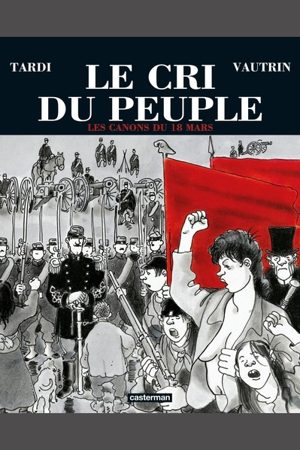 TARDI
VAUTRIN
LE CRI
DU PEUPLE
LES CANONS DU 18 MARS
casterman